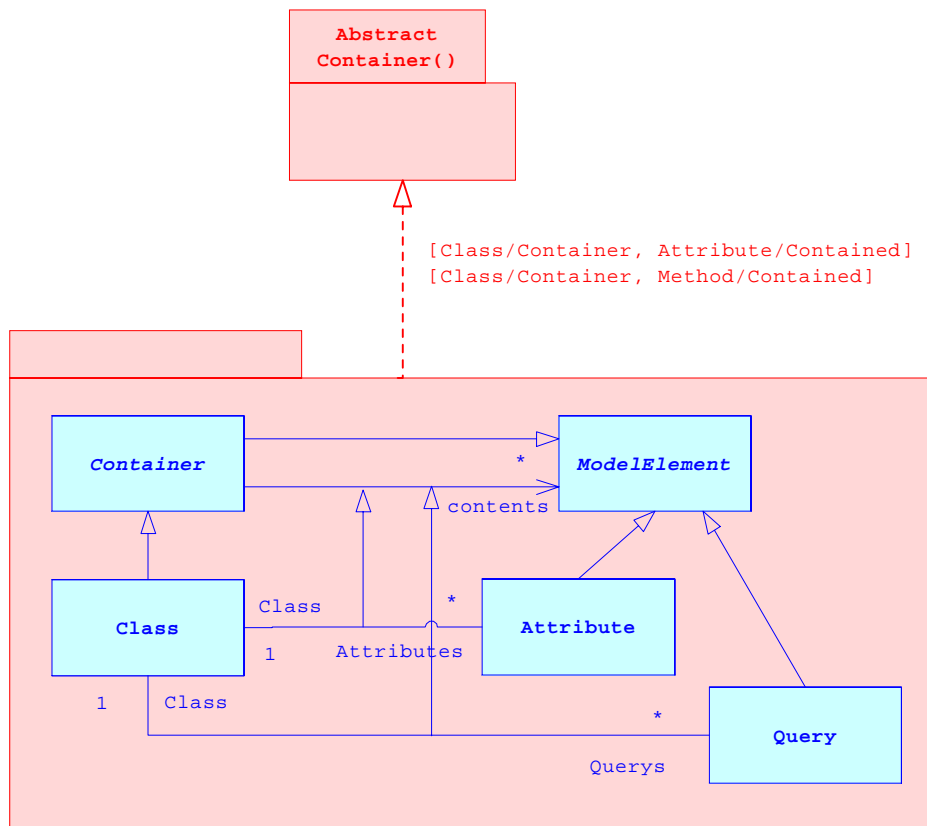 Abstract
Container()
[Class/Container, Attribute/Contained]
[Class/Container, Method/Contained]
Container
*
ModelElement
contents
Class
Class
*
Attribute
1
Attributes
1
Class
*
Query
Querys